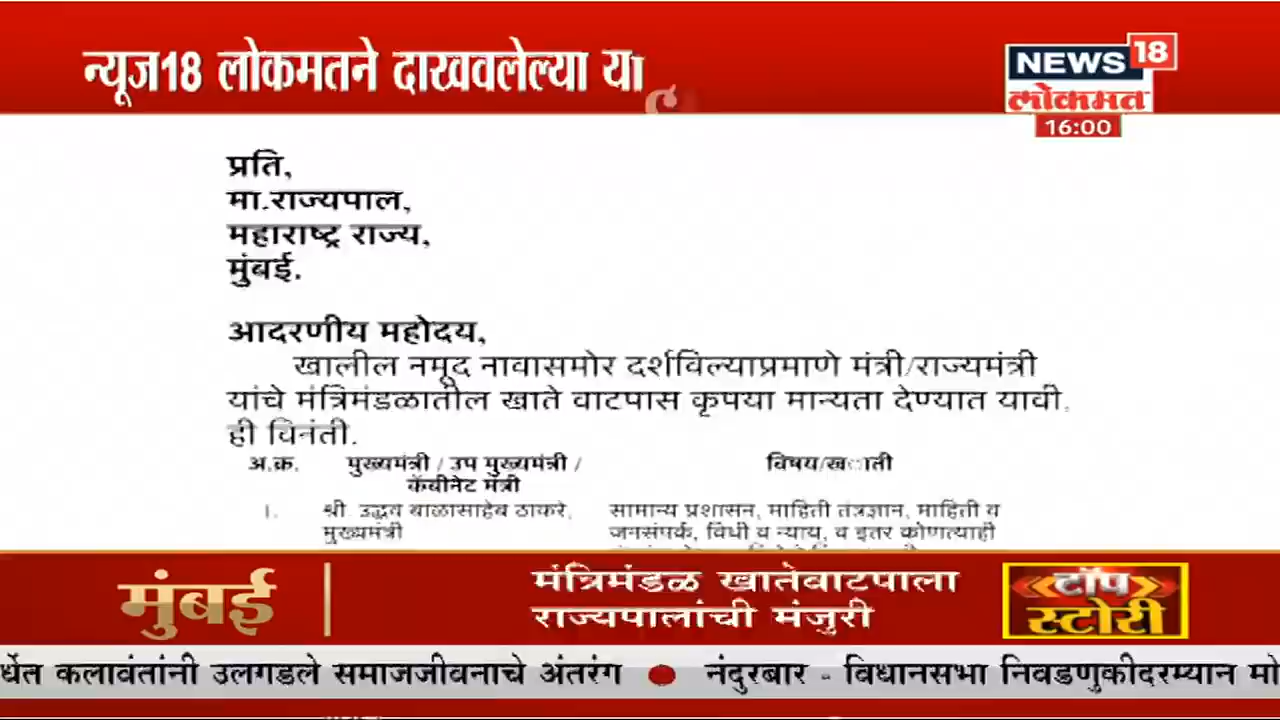 न्यूज18 लोकमतने दाखवलेल्या या
NEWS 18
लोकमत
16:00
प्रति,
मा.राज्यपाल,
महाराष्ट्र राज्य,
मुंबई.
आदरणीय महोदय,
खालील नमूद नावासमोर दर्शविल्याप्रमाणे मंत्री/राज्यमंत्री
यांचे मंत्रिमंडळातील खाते वाटपास कृपया मान्यता देण्यात यावी.
ही विनंती.
अ.क्र. मुख्यमंत्री / उप मुख्यमंत्री / विषय/खाती
कॅबीनेट मंत्री
१. श्री. उद्धव बाळासाहेब ठाकरे, सामान्य प्रशासन, माहिती तंत्रज्ञान, माहिती व
मुख्यमंत्री जनसंपर्क, विधी व न्याय, व इतर कोणत्याही
मुंबई
मंत्रिमंडळ खातेवाटपाला
राज्यपालांची मंजुरी
टॉप
स्टोरी
र्धेत कलावंतांनी उलगडले समाजजीवनाचे अंतरंग ● नंदुरबार - विधानसभा निवडणुकीदरम्यान मो